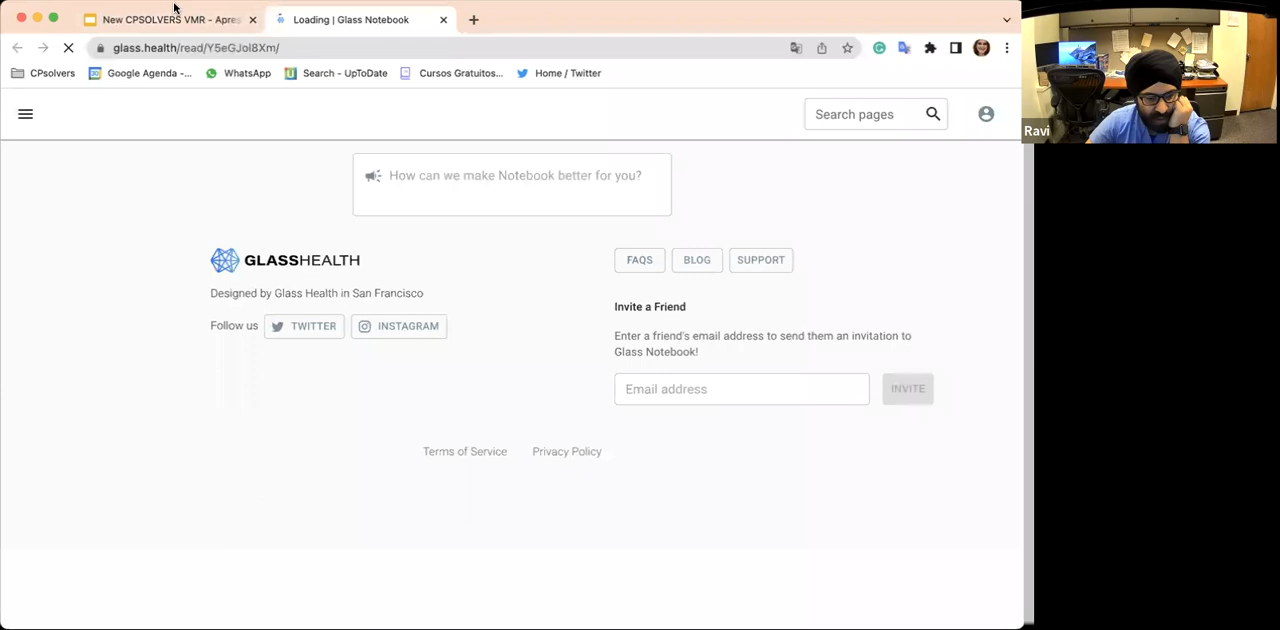 New CPSOLVERS VMR - Apres
Loading | Glass Notebook
glass.health/read/Y5eGJol8Xm/
CPsolvers
Google Agenda -...
WhatsApp
Search - UpToDate
Cursos Gratuitos...
Home / Twitter
Search pages
Ravi
How can we make Notebook better for you?
GLASSHEALTH
FAQS
BLOG
SUPPORT
Designed by Glass Health in San Francisco
Invite a Friend
Follow us
TWITTER
INSTAGRAM
Enter a friend's email address to send them an invitation to
Glass Notebook!
Email address
INVITE
Terms of Service
Privacy Policy